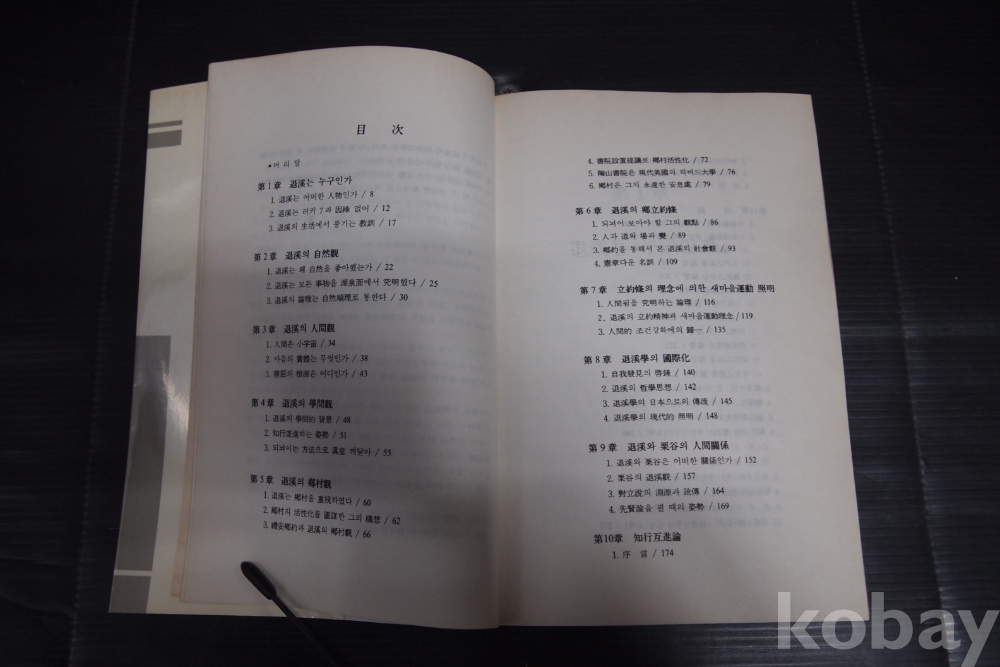 目 次
•머리말
第1章 退溪는 누구인가
1. 退溪는 어떠한 人物인가 / 8
2. 退溪는 러키 7과 因緣 없어 / 12
3. 退溪의 生活에서 풍기는 敎訓 / 17
第2章 退溪의 自然觀
1. 退溪는 왜 自然을 좋아했는가 / 22
2. 退溪는 모든 事物을 源泉面에서 究明했다 / 25
3. 退溪의 論理는 自然順理로 통한다 / 30
第3章 退溪의 人間觀
1. 人間은 小宇宙 / 34
2. 마음의 實體는 무엇인가 / 38
3. 善惡의 根源은 어디인가 / 43
第4章 退溪의 學問觀
1. 退溪의 學問的 背景 / 48
2. 知行互進하는 姿勢 / 51
3. 되뇌이는 方法으로 眞意 깨달아 / 55
第5章 退溪의 鄕村觀
1. 退溪는 鄕村을 重視하였다 / 60
2. 鄕村의 活性化을 圖謀한 그의 構想 / 62
3. 禮安鄕約과 退溪의 鄕村觀 / 66
4. 書院設置提議로 鄕村活性化 / 72
5. 陶山書院은 現代美國의 하버드大學 / 76
6. 鄕村은 그의 永遠한 安息處 / 79
第6章 退溪의 鄕立約條
1. 되뇌어 보아야 할 그의 觀點 / 86
2. 人과 道와 場과 變 / 89
3. 鄕約을 통해서 본 退溪의 社會觀 / 93
4. 憲章다운 名訓 / 109
第7章 立約條의 理念에 의한 새마을運動 照明
1. 人間됨을 究明하는 論理 / 116
2. 退溪의 立約精神과 새마을運動理念 / 119
3. 人間的 조건강화에의 歸一 / 135
第8章 退溪學의 國際化
1. 自我發見의 啓鍾 / 140
2. 退溪의 哲學思想 / 142
3. 退溪學의 日本으로의 傳流 / 145
4. 退溪學의 現代的 照明 / 148
第9章 退溪와 栗谷의 人間關係
1. 退溪와 栗谷은 어떠한 關係인가 / 152
2. 栗谷의 退溪觀 / 157
3. 對立說의 淵源과 訛傳 / 164
4. 先賢論을 펼 때의 姿勢 / 169
第10章 知行互進論
1. 序 言 / 174
kobay